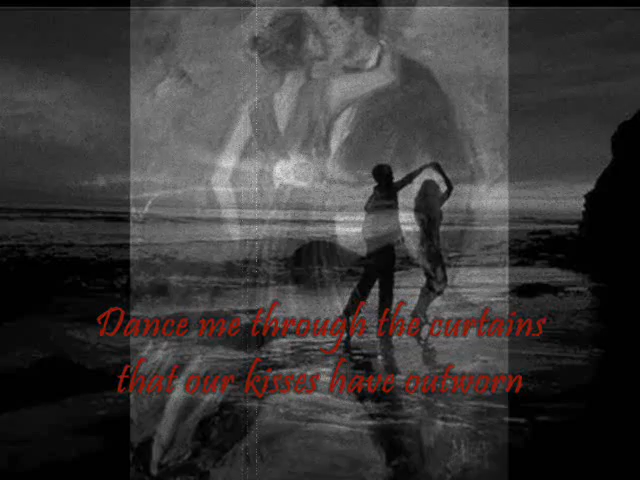 Dance me through the curtains
that our kisses have outworn